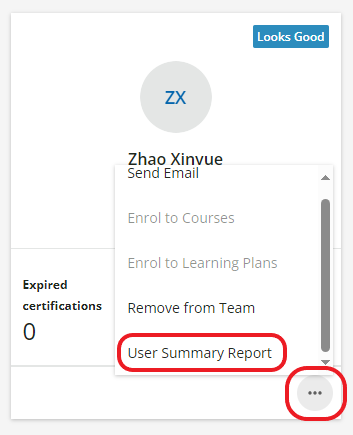 Looks Good
ZX
Zhao Xinyue
Send Email
Enrol to Courses
Enrol to Learning Plans
Expired
certifications
0
Remove from Team
User Summary Report